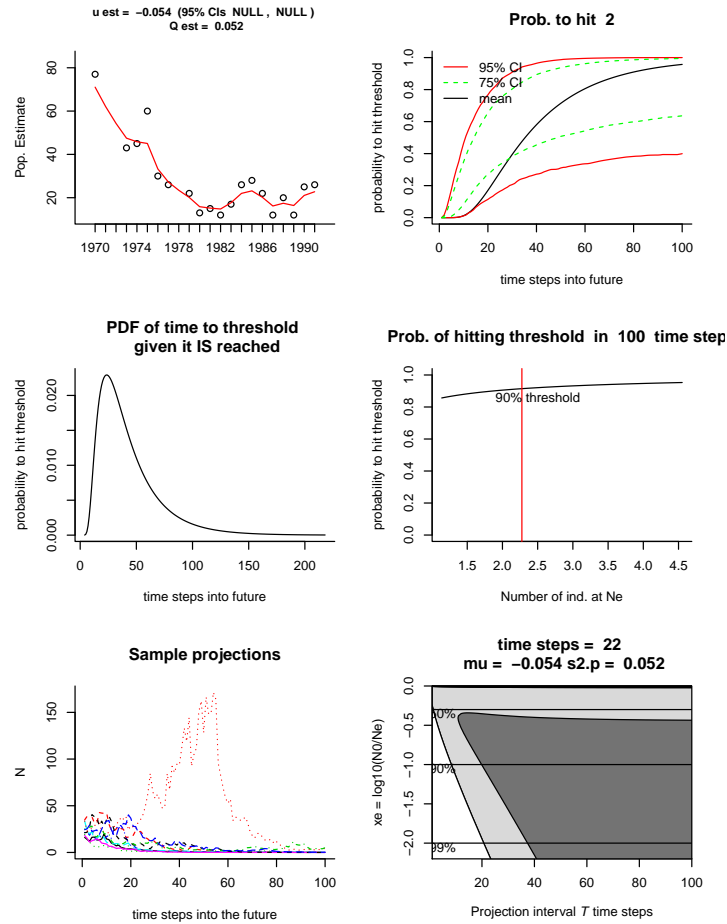 u est = −0.054 (95% CIs NULL , NULL )
Q est = 0.052
Pop. Estimate
80
60
40
20
1970 1974 1978 1982 1986 1990
Prob. to hit 2
probability to hit threshold
1.0
0.8
0.6
0.4
0.2
0.0
95% CI
75% CI
mean
0 20 40 60 80 100
time steps into future
PDF of time to threshold
given it IS reached
probability to hit threshold
0.020
0.010
0.000
0 50 100 150 200
time steps into future
Prob. of hitting threshold in 100 time step
probability to hit threshold
1.0
0.8
0.6
0.4
0.2
0.0
90% threshold
1.5 2.0 2.5 3.0 3.5 4.0 4.5
Number of ind. at Ne
Sample projections
N
150
100
50
0
0 20 40 60 80 100
time steps into the future
time steps = 22
mu = −0.054 s2.p = 0.052
xe = log10(N0/Ne)
0.0
−0.5
−1.0
−1.5
−2.0
90%
99%
20 40 60 80 100
Projection interval T time steps